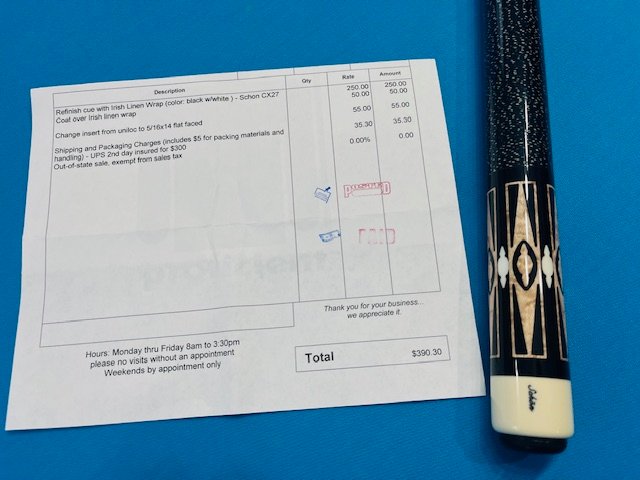 Description Qty Rate Amount
Refinish cue with Irish Linen Wrap (color: black w/white ) - Schon CX27 250.00 250.00
Coat over Irish linen wrap 50.00 50.00
Change insert from uniloc to 5/16x14 flat faced 55.00 55.00
Shipping and Packaging Charges (includes $5 for packing materials and 35.30 35.30
handling) - UPS 2nd day insured for $300
Out-of-state sale, exempt from sales tax 0.00% 0.00
PAID
Thank you for your business...
we appreciate it.
Hours: Monday thru Friday 8am to 3:30pm
please no visits without an appointment
Weekends by appointment only
Total $390.30
Schön